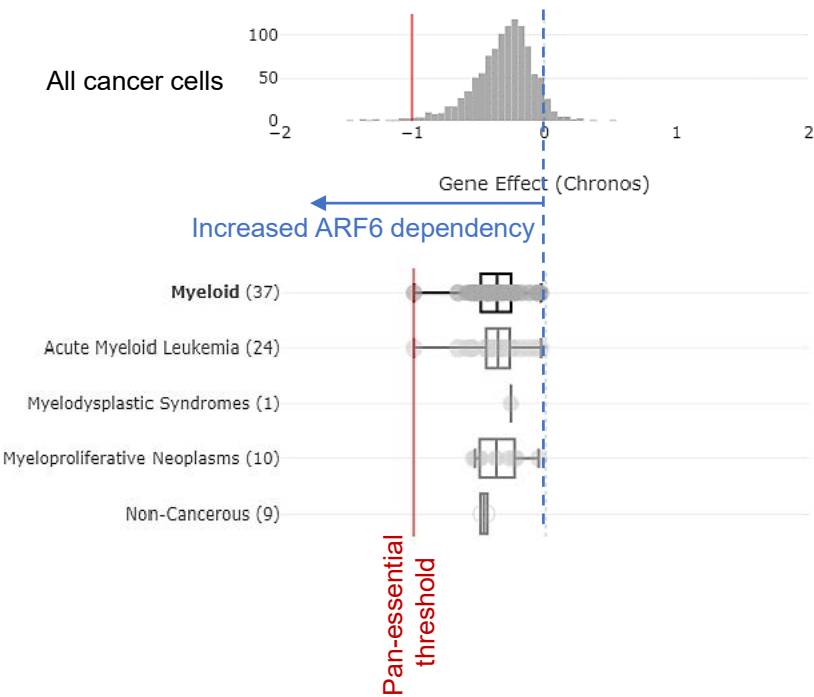 100
50
0
All cancer cells
−2
−1
0
1
2
Gene Effect (Chronos)
Increased ARF6 dependency
Myeloid (37)
Acute Myeloid Leukemia (24)
Myelodysplastic Syndromes (1)
Myeloproliferative Neoplasms (10)
Non-Cancerous (9)
Pan-essential
threshold